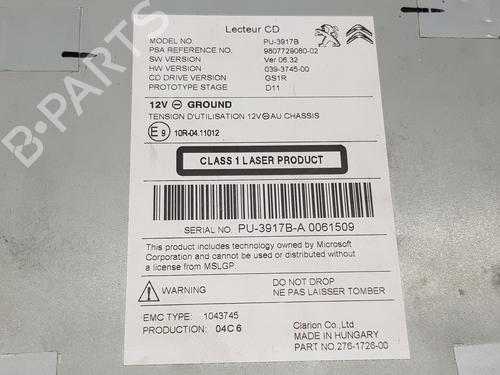 Lecteur CD
MODEL NO. PU-3917B
PSA REFERENCE NO. 9807729080-02
SW VERSION Ver 06.32
HW VERSION 039-3745-00
CD DRIVE VERSION GS1R
PROTOTYPE STAGE D11
12V ⊖ GROUND
TENSION D'UTILISATION 12V ⊖ AU CHASSIS
E9 10R-04.11012
CLASS 1 LASER PRODUCT
SERIAL NO. PU-3917B-A 0061509
This product includes technology owned by Microsoft
Corporation and cannot be used or distributed without
a license from MSLGP.
WARNING DO NOT DROP
NE PAS LAISSER TOMBER
EMC TYPE: 1043745
PRODUCTION: 04C6
Clarion Co.,Ltd
MADE IN HUNGARY
PART NO.276-1726-00
B-PARTS